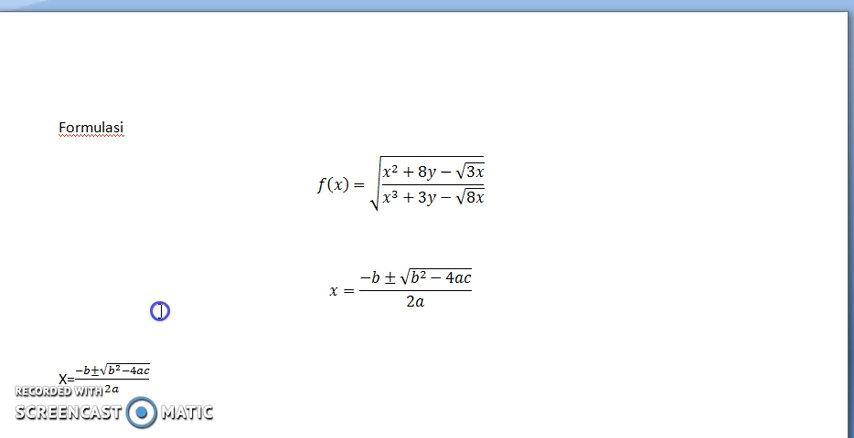 Formulasi
f(x) = √((x² + 8y − √(3x))/(x³ + 3y − √(8x)))
x = (−b ± √(b² − 4ac))/(2a)
X=(−b±√(b²−4ac))/(2a)
RECORDED WITH
SCREENCAST MATIC